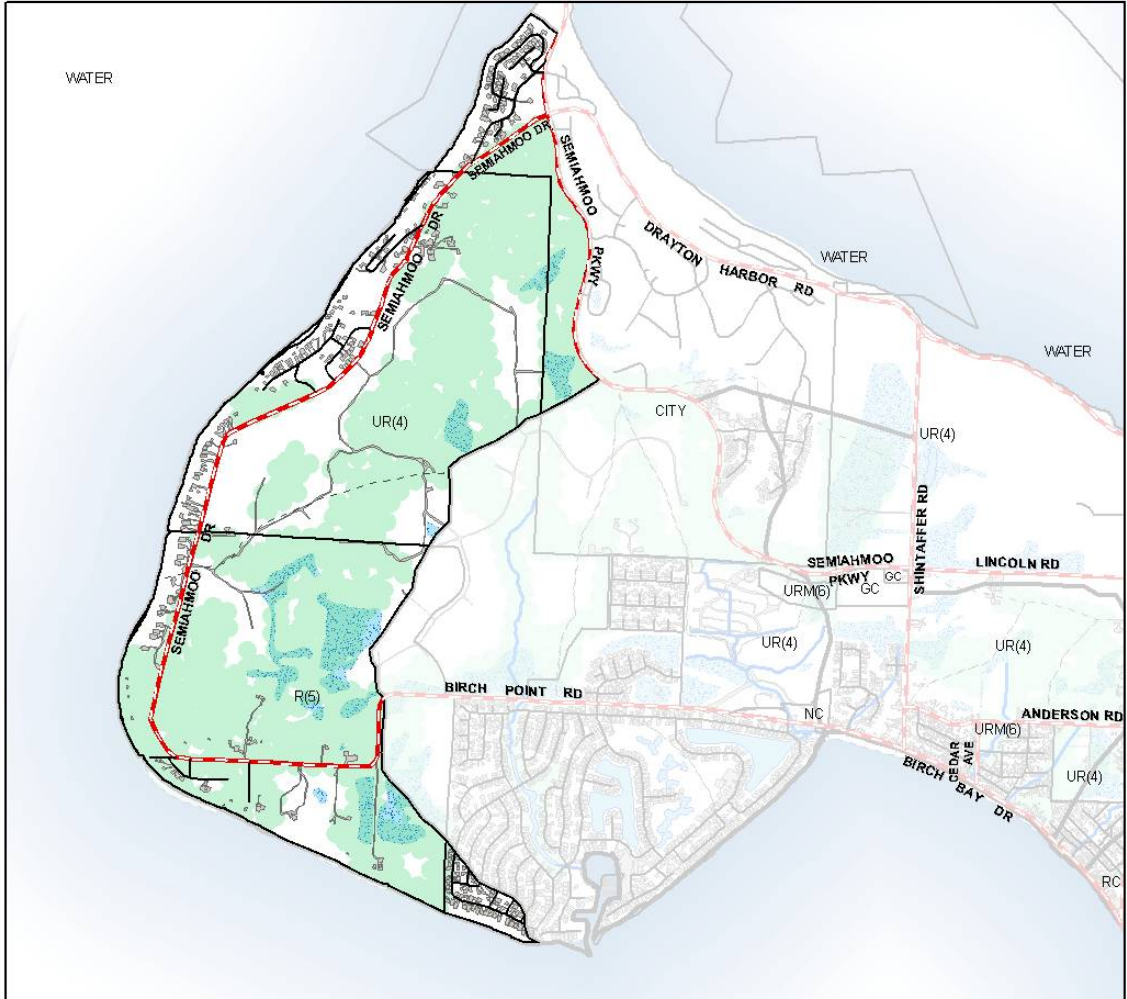 WATER
SEMIAHMOO DR
SEMIAHMOO
PKWY
SEMIAHMOO DR
DRAYTON HARBOR RD
WATER
WATER
CITY
UR(4)
UR(4)
SHINTAFFER RD
SEMIAHMOO
PKWY
LINCOLN RD
URM(6)
GC
GC
SEMIAHMOO DR
UR(4)
UR(4)
R(5)
BIRCH POINT RD
NC
ANDERSON RD
URM(6)
CEDAR
AVE
BIRCH BAY DR
UR(4)
RC